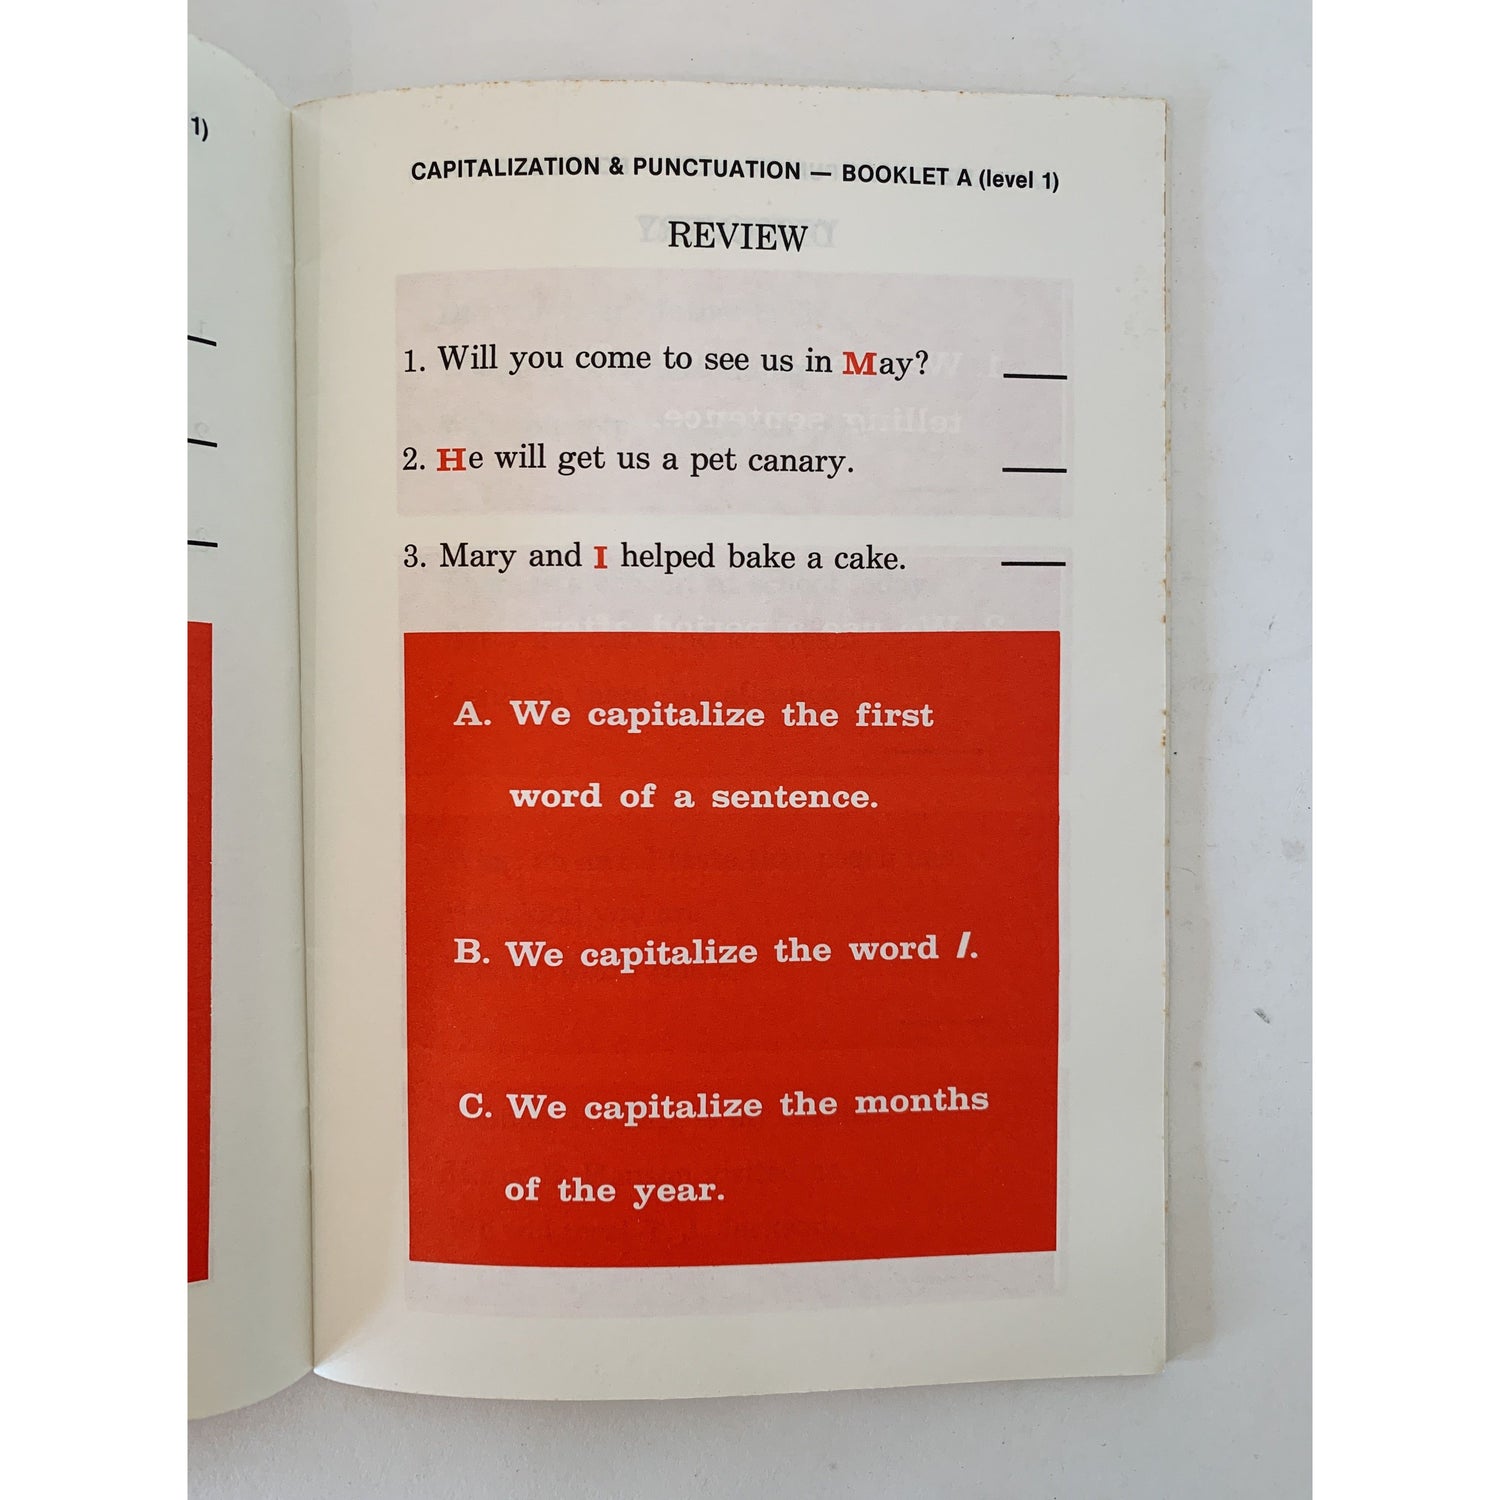 1)
CAPITALIZATION & PUNCTUATION — BOOKLET A (level 1)
REVIEW
1. Will you come to see us in May?
2. He will get us a pet canary.
3. Mary and I helped bake a cake.
A. We capitalize the first
word of a sentence.
B. We capitalize the word I.
C. We capitalize the months
of the year.